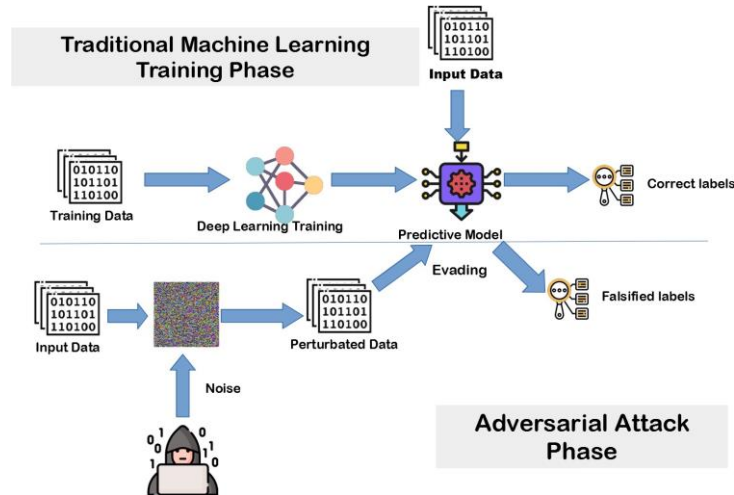 Traditional Machine Learning
Training Phase
010110
101101
110100
Input Data
010110
101101
110100
Training Data
Deep Learning Training
Predictive Model
Correct labels
010110
101101
110100
Input Data
010110
101101
110100
Perturbated Data
Evading
Falsified labels
Noise
Adversarial Attack
Phase